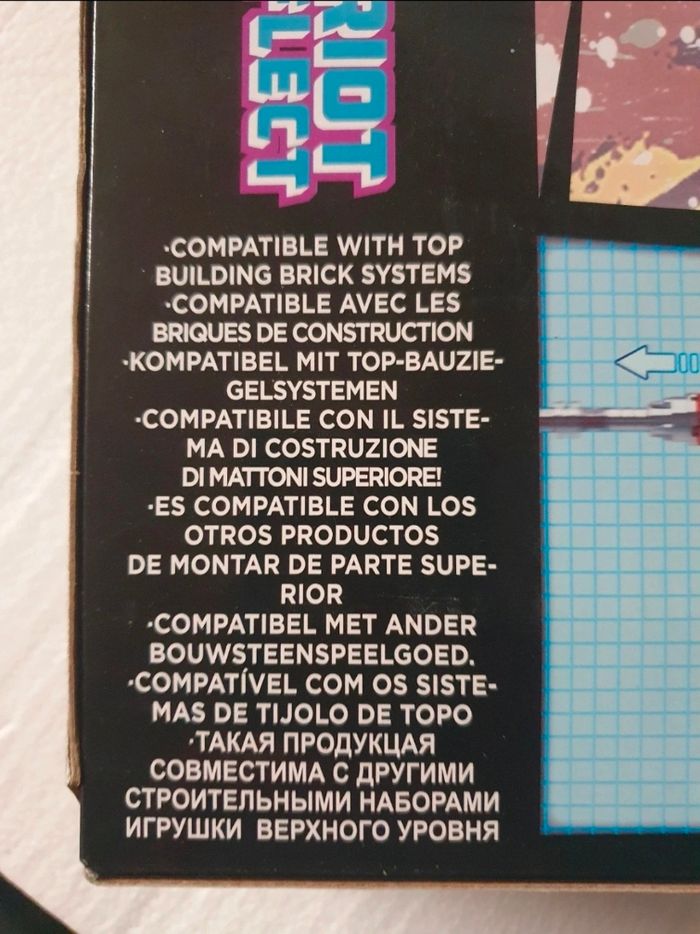 RIOT
LECT
·COMPATIBLE WITH TOP
BUILDING BRICK SYSTEMS
·COMPATIBLE AVEC LES
BRIQUES DE CONSTRUCTION
·KOMPATIBEL MIT TOP-BAUZIE-
GELSYSTEMEN
·COMPATIBILE CON IL SISTE-
MA DI COSTRUZIONE
DI MATTONI SUPERIORE!
·ES COMPATIBLE CON LOS
OTROS PRODUCTOS
DE MONTAR DE PARTE SUPE-
RIOR
·COMPATIBEL MET ANDER
BOUWSTEENSPEELGOED.
·COMPATÍVEL COM OS SISTE-
MAS DE TIJOLO DE TOPO
·ТАКАЯ ПРОДУКЦАЯ
СОВМЕСТИМА С ДРУГИМИ
СТРОИТЕЛЬНЫМИ НАБОРАМИ
ИГРУШКИ ВЕРХНОГО УРОВНЯ